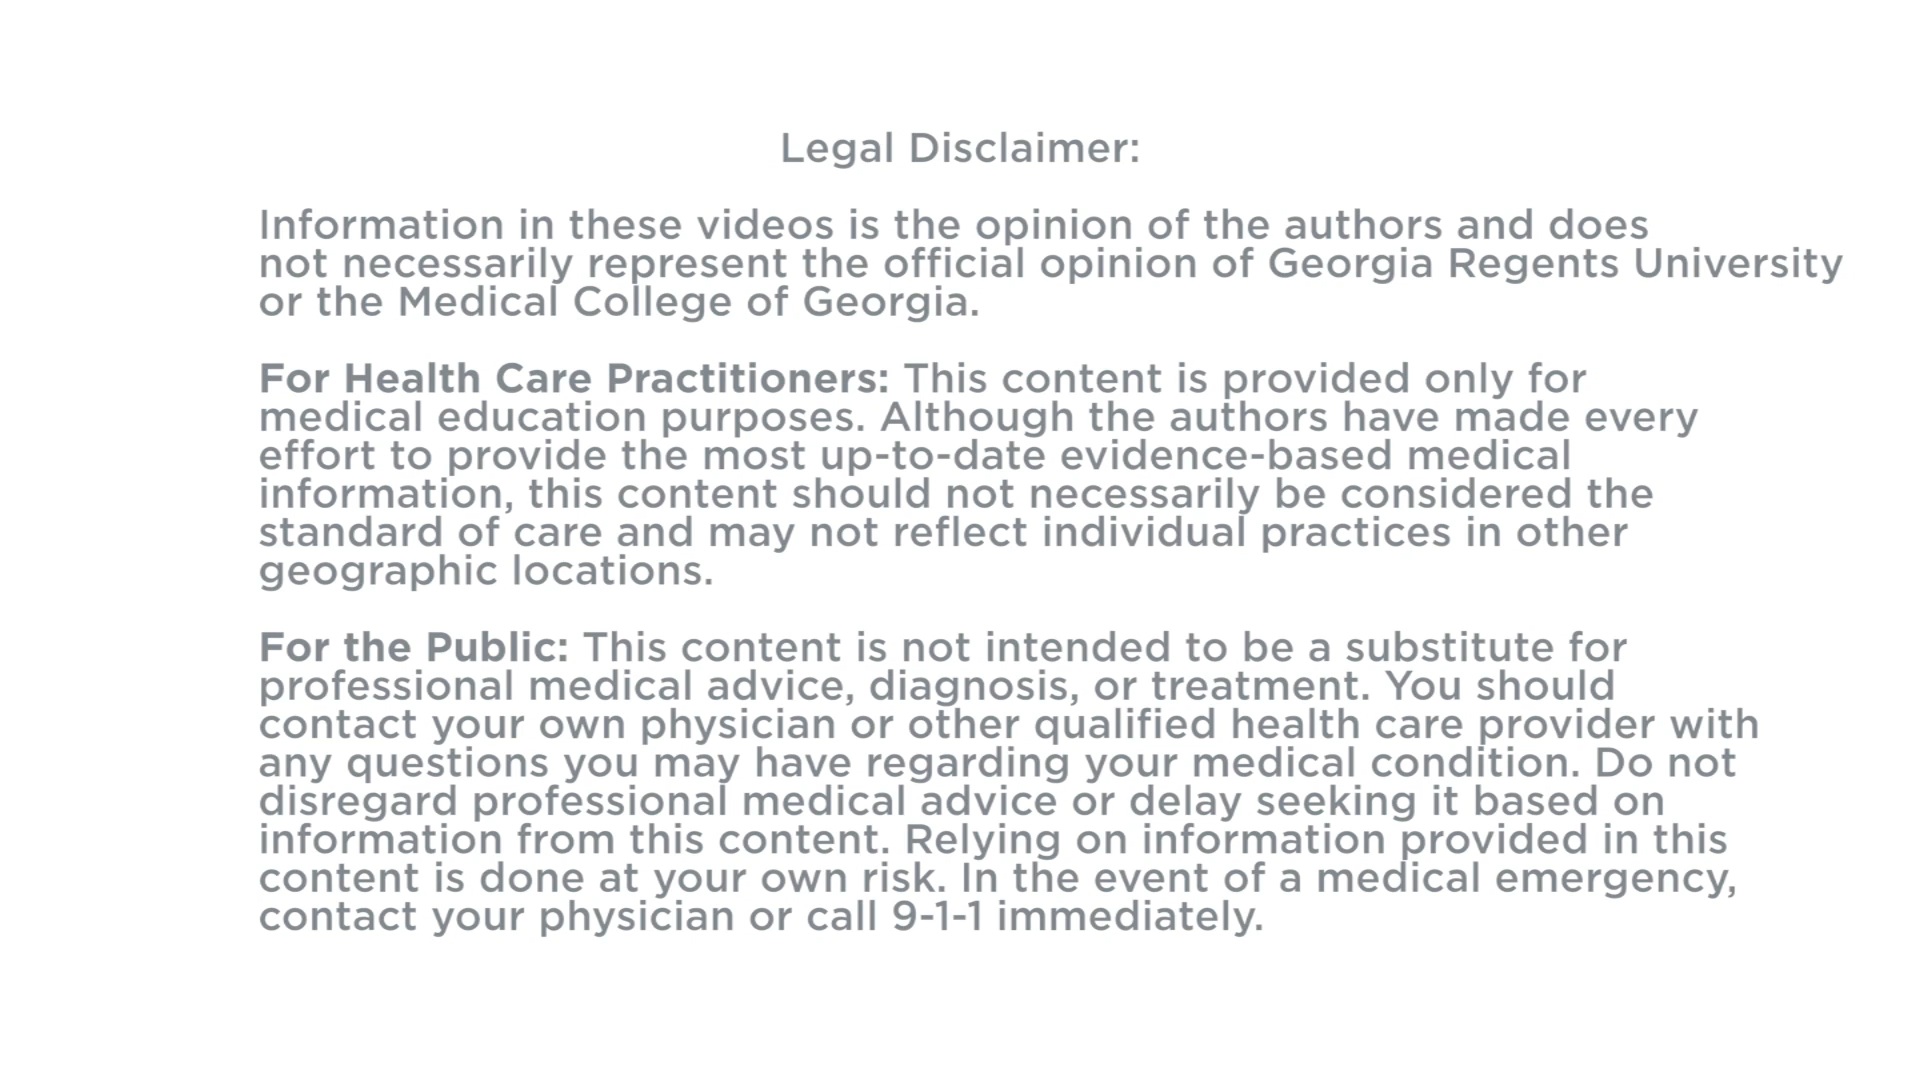 Legal Disclaimer:
Information in these videos is the opinion of the authors and does
not necessarily represent the official opinion of Georgia Regents University
or the Medical College of Georgia.
For Health Care Practitioners: This content is provided only for
medical education purposes. Although the authors have made every
effort to provide the most up-to-date evidence-based medical
information, this content should not necessarily be considered the
standard of care and may not reflect individual practices in other
geographic locations.
For the Public: This content is not intended to be a substitute for
professional medical advice, diagnosis, or treatment. You should
contact your own physician or other qualified health care provider with
any questions you may have regarding your medical condition. Do not
disregard professional medical advice or delay seeking it based on
information from this content. Relying on information provided in this
content is done at your own risk. In the event of a medical emergency,
contact your physician or call 9-1-1 immediately.